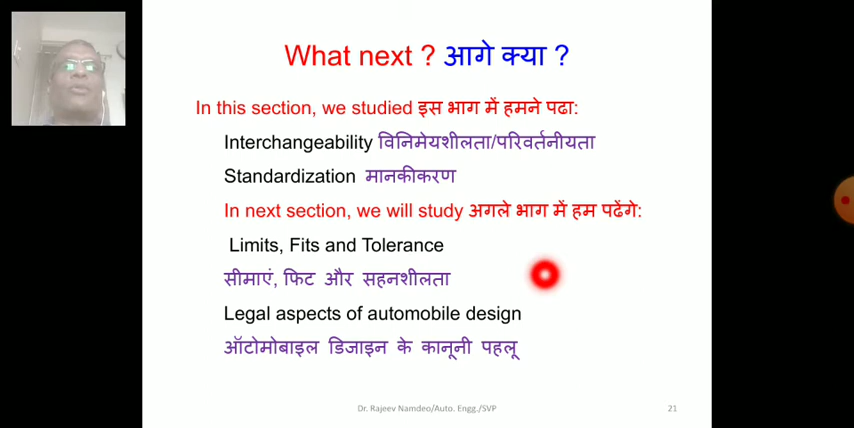 What next ? आगे क्या ?
In this section, we studied इस भाग में हमने पढा:
Interchangeability विनिमेयशीलता/परिवर्तनीयता
Standardization मानकीकरण
In next section, we will study अगले भाग में हम पढेंगे:
Limits, Fits and Tolerance
सीमाएं, फिट और सहनशीलता
Legal aspects of automobile design
ऑटोमोबाइल डिजाइन के कानूनी पहलू
Dr. Rajeev Namdeo/Auto. Engg./SVP 21